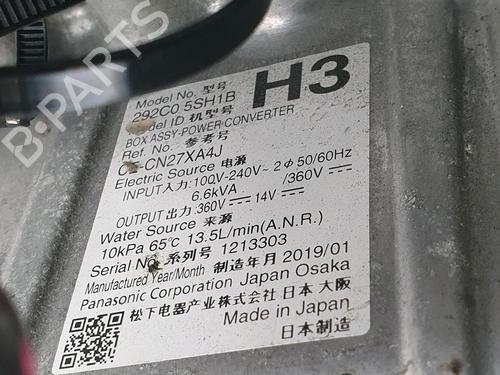 H3
Model No. 型号
292C0 5SH1B
Model ID 机型号
BOX ASSY-POWER CONVERTER
Ref. No. 参考号
CN27XA4J
Electric Source 电源
INPUT 入力: 100V-240V~ 2φ 50/60Hz
6.6kVA /360V⎓
OUTPUT 出力: 360V⎓ 14V⎓
Water Source 来源
10kPa 65℃ 13.5L/min(A.N.R.)
Serial No. 系列号 1213303
Manufactured Year/Month 制造年月 2019/01
Panasonic Corporation Japan Osaka
松下电器产业株式会社 日本 大阪
Made in Japan
日本制造
B-PARTS